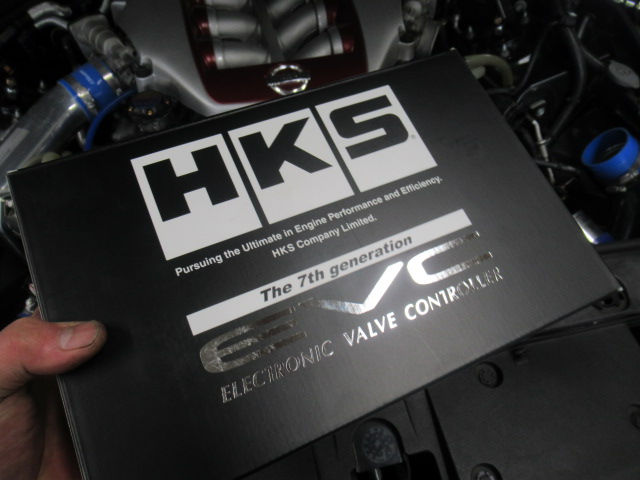 HKS
Pursuing the Ultimate in Engine Performance and Efficiency.
HKS Company Limited.
The 7th generation
EVC
ELECTRONIC VALVE CONTROLLER